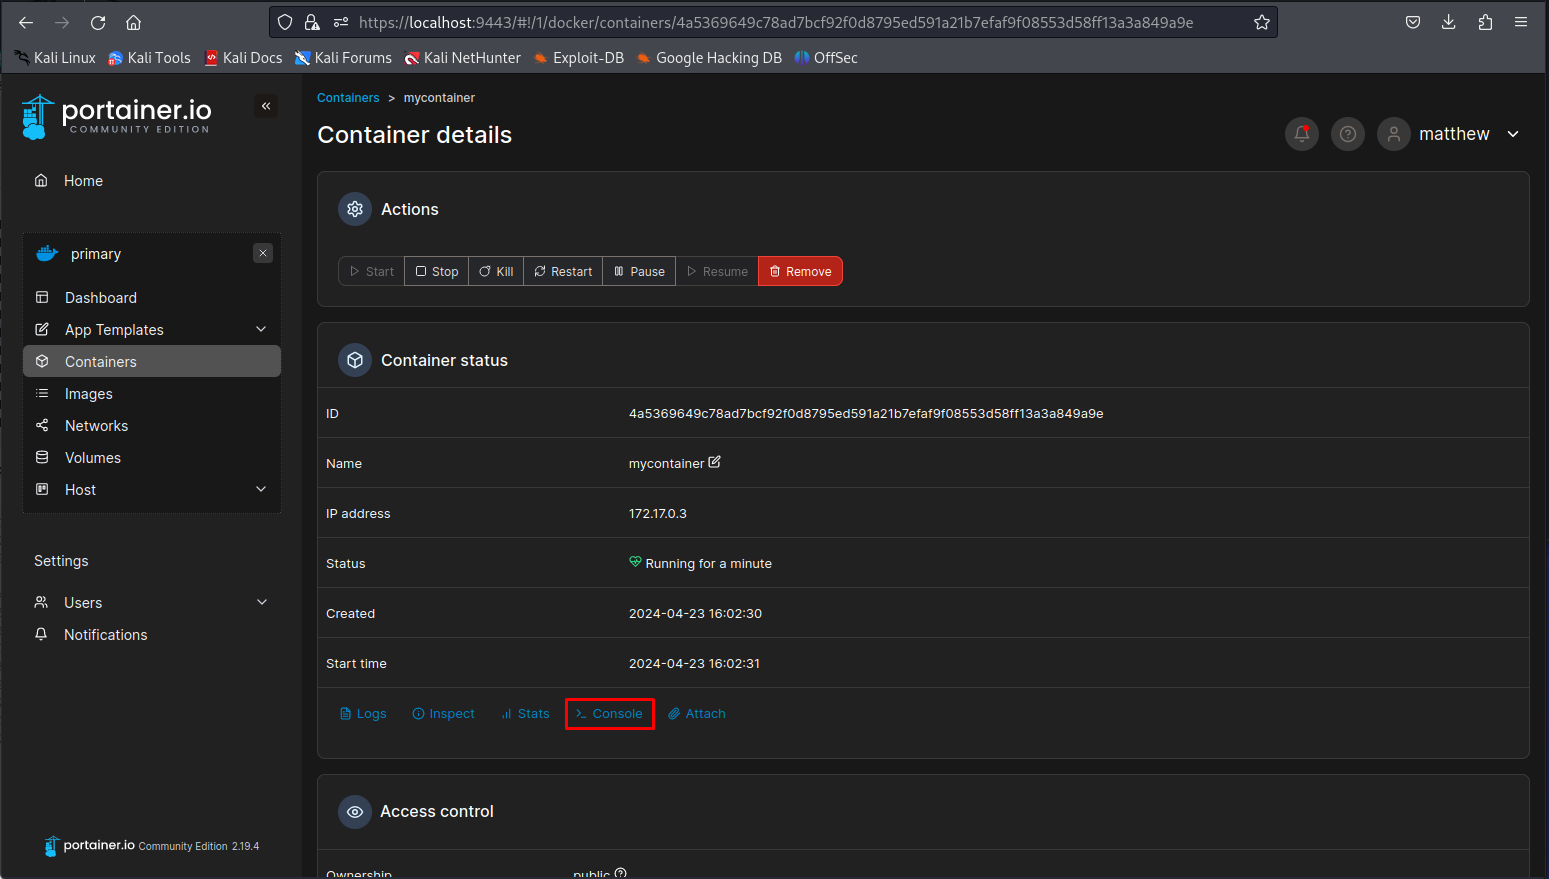 https://localhost:9443/#!/1/docker/containers/4a5369649c78ad7bcf92f0d8795ed591a21b7efaf9f08553d58ff13a3a849a9e
Kali Linux Kali Tools Kali Docs Kali Forums Kali NetHunter Exploit-DB Google Hacking DB OffSec
portainer.io
COMMUNITY EDITION
Home
primary
Dashboard
App Templates
Containers
Images
Networks
Volumes
Host
Settings
Users
Notifications
portainer.io Community Edition 2.19.4
Containers > mycontainer
Container details
matthew
Actions
Start Stop Kill Restart Pause Resume Remove
Container status
ID 4a5369649c78ad7bcf92f0d8795ed591a21b7efaf9f08553d58ff13a3a849a9e
Name mycontainer
IP address 172.17.0.3
Status Running for a minute
Created 2024-04-23 16:02:30
Start time 2024-04-23 16:02:31
Logs Inspect Stats Console Attach
Access control
Ownership public